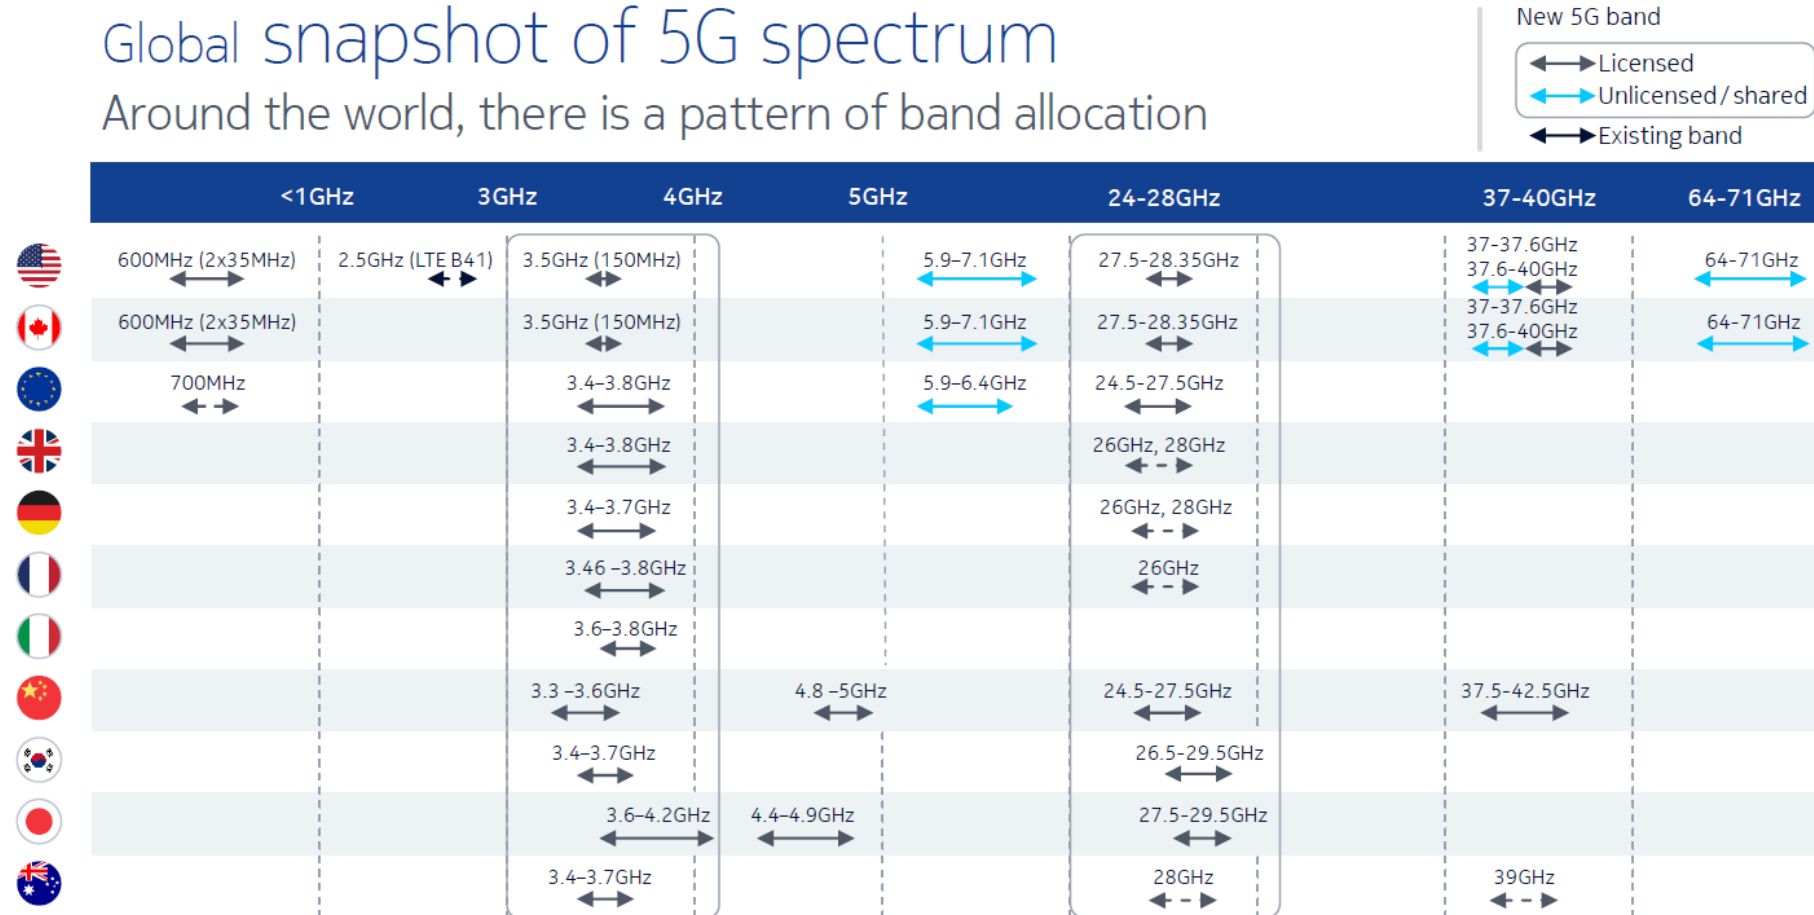 Global snapshot of 5G spectrum
Around the world, there is a pattern of band allocation
New 5G band
Licensed
Unlicensed / shared
Existing band
<1GHz 3GHz 4GHz 5GHz 24-28GHz 37-40GHz 64-71GHz
600MHz (2x35MHz) 2.5GHz (LTE B41) 3.5GHz (150MHz) 5.9–7.1GHz 27.5-28.35GHz 37-37.6GHz 64-71GHz
37.6-40GHz
37-37.6GHz
600MHz (2x35MHz) 3.5GHz (150MHz) 5.9–7.1GHz 27.5-28.35GHz 37.6-40GHz 64-71GHz
700MHz 3.4–3.8GHz 5.9–6.4GHz 24.5-27.5GHz
3.4–3.8GHz 26GHz, 28GHz
3.4–3.7GHz 26GHz, 28GHz
3.46 –3.8GHz 26GHz
3.6–3.8GHz
3.3 –3.6GHz 4.8 –5GHz 24.5-27.5GHz 37.5-42.5GHz
3.4–3.7GHz 26.5-29.5GHz
3.6–4.2GHz 4.4–4.9GHz 27.5-29.5GHz
3.4–3.7GHz 28GHz 39GHz